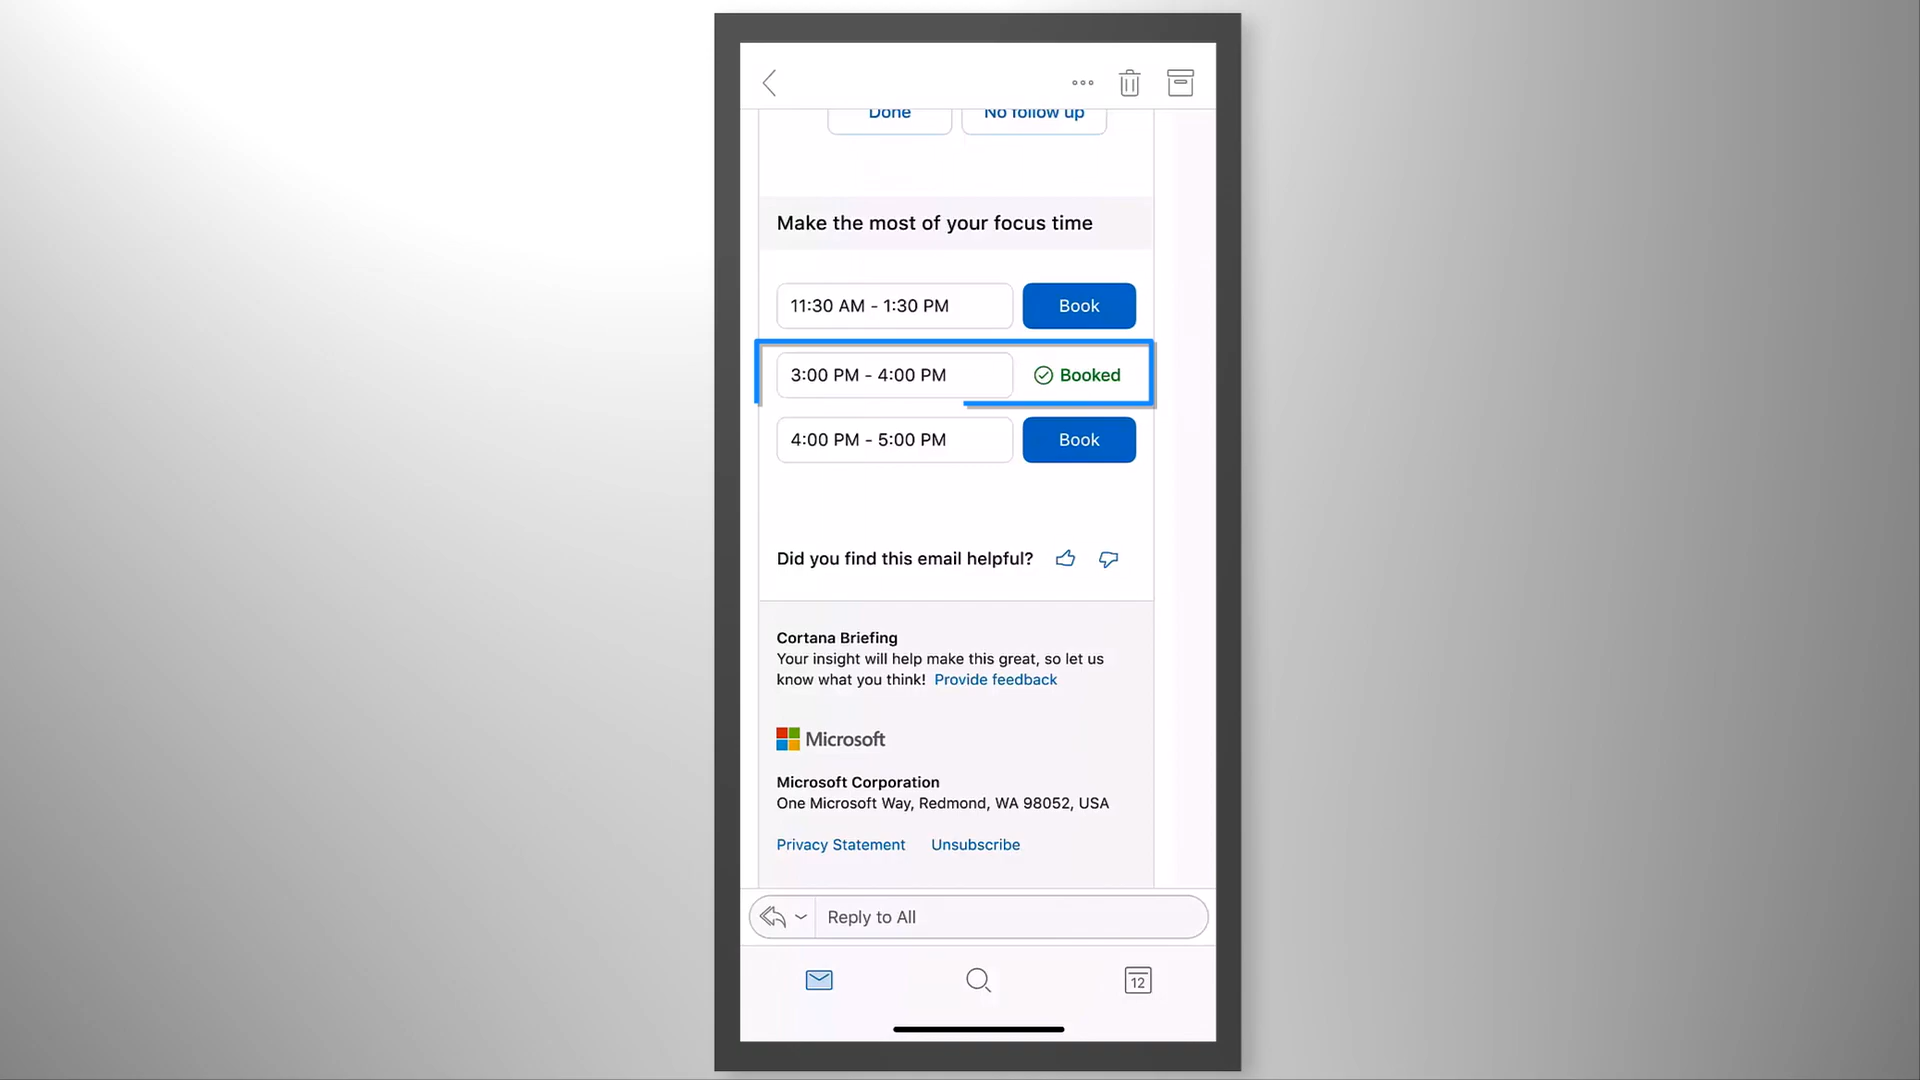 Done No follow up
Make the most of your focus time
11:30 AM - 1:30 PM Book
3:00 PM - 4:00 PM Booked
4:00 PM - 5:00 PM Book
Did you find this email helpful?
Cortana Briefing
Your insight will help make this great, so let us
know what you think! Provide feedback
Microsoft
Microsoft Corporation
One Microsoft Way, Redmond, WA 98052, USA
Privacy Statement Unsubscribe
Reply to All
12